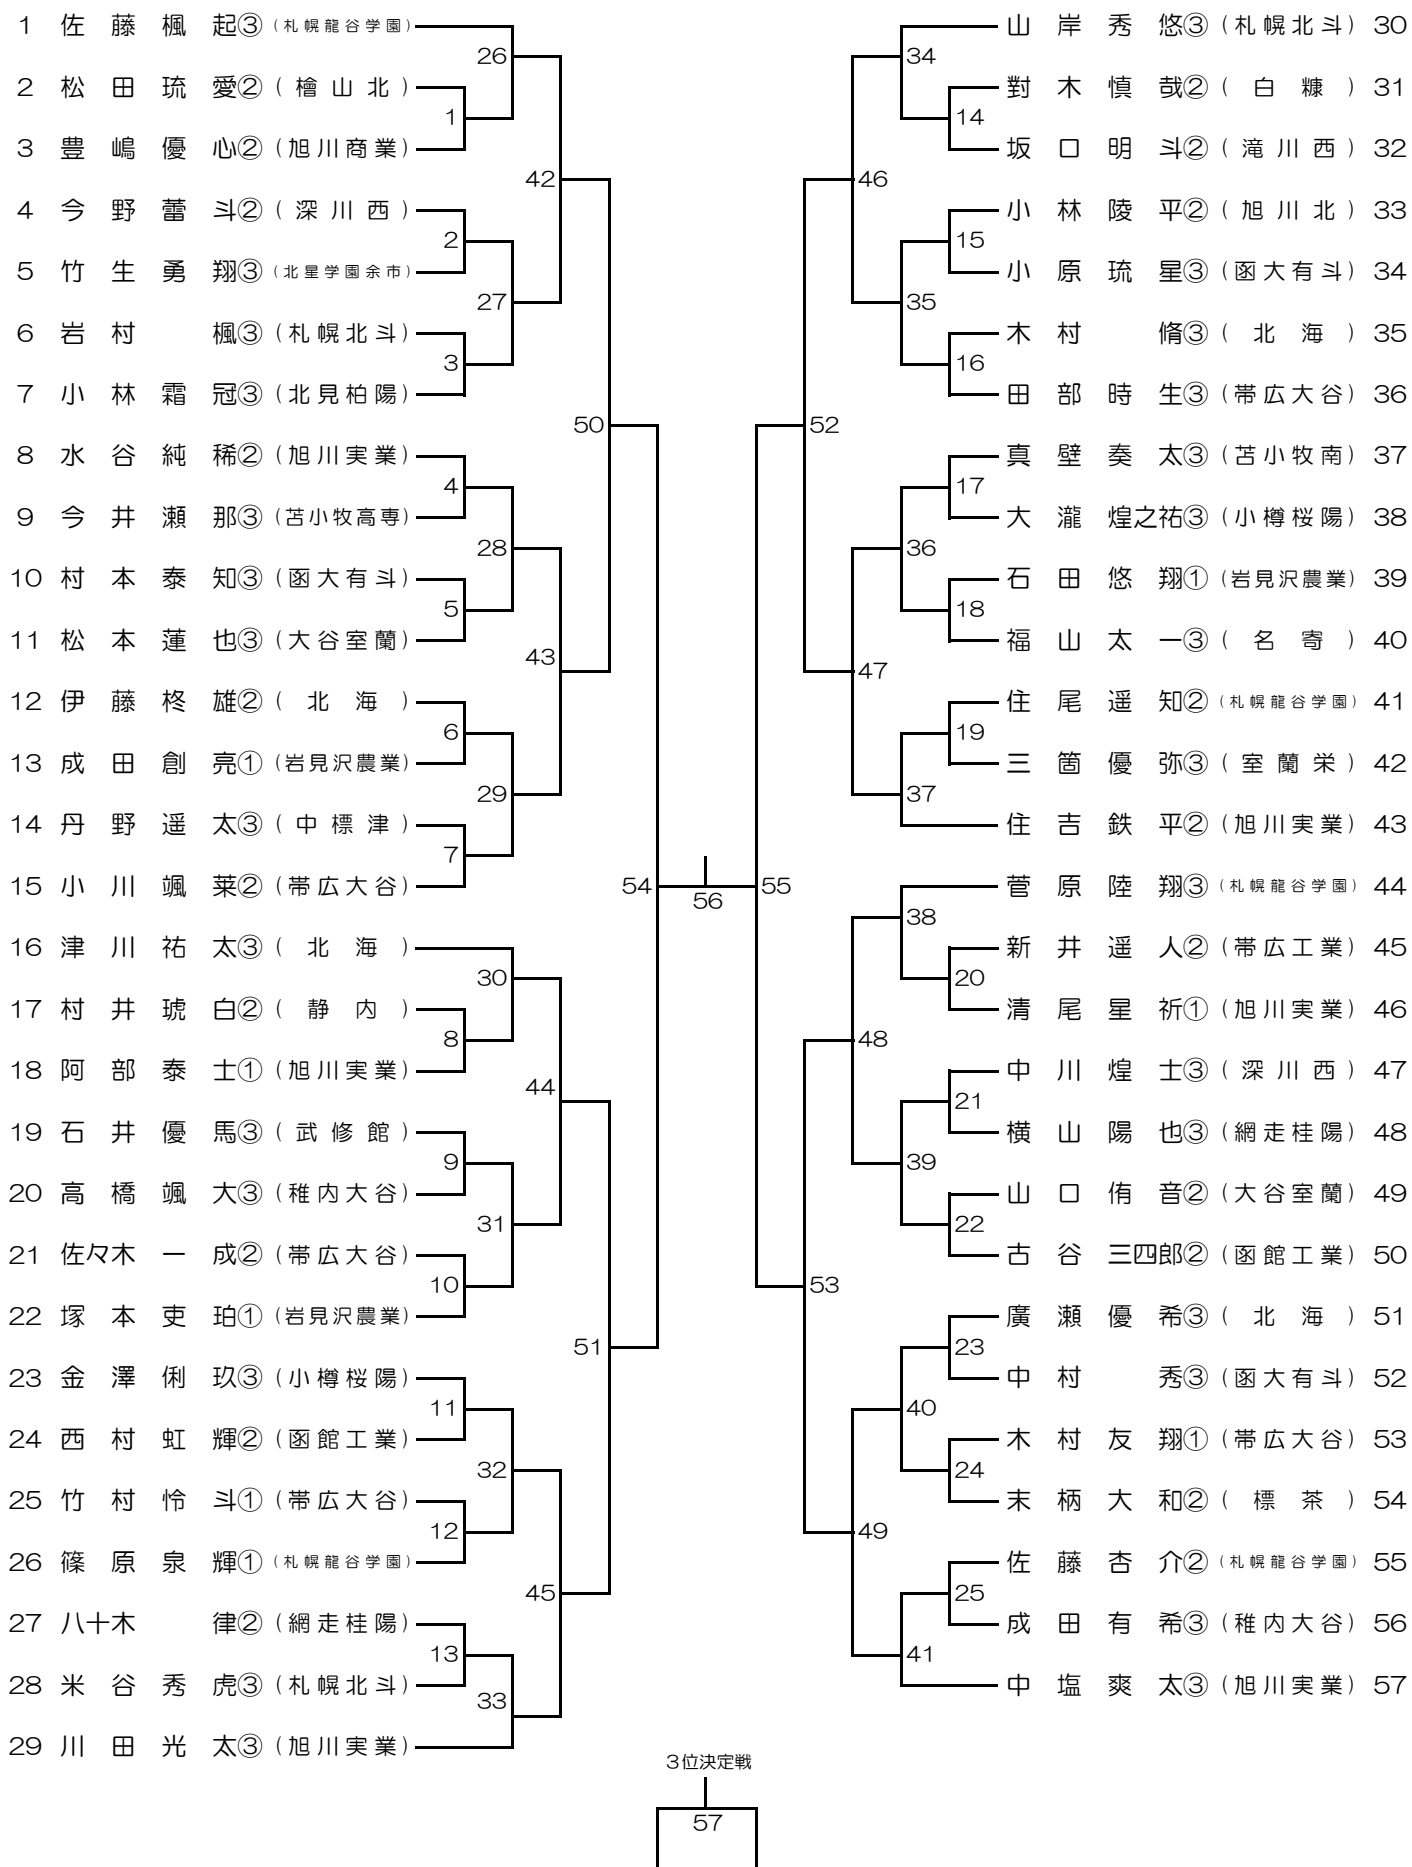 1 佐藤楓起③(札幌龍谷学園)
2 松田琉愛②(檜山北)
3 豊嶋優心②(旭川商業)
4 今野蕾斗②(深川西)
5 竹生勇翔③(北星学園余市)
6 岩村 楓③(札幌北斗)
7 小林霜冠③(北見柏陽)
8 水谷純稀②(旭川実業)
9 今井瀬那③(苫小牧高専)
10 村本泰知③(函大有斗)
11 松本蓮也③(大谷室蘭)
12 伊藤柊雄②(北海)
13 成田創亮①(岩見沢農業)
14 丹野遥太③(中標津)
15 小川颯莱②(帯広大谷)
16 津川祐太③(北海)
17 村井琥白②(静内)
18 阿部泰士①(旭川実業)
19 石井優馬③(武修館)
20 高橋颯大③(稚内大谷)
21 佐々木一成②(帯広大谷)
22 塚本吏珀①(岩見沢農業)
23 金澤俐玖③(小樽桜陽)
24 西村虹輝②(函館工業)
25 竹村怜斗①(帯広大谷)
26 篠原泉輝①(札幌龍谷学園)
27 八十木 律②(網走桂陽)
28 米谷秀虎③(札幌北斗)
29 川田光太③(旭川実業)
1
2
3
4
5
6
7
8
9
10
11
12
13
26
27
28
29
30
31
32
33
42
43
44
45
50
51
54
56
55
52
53
46
47
48
49
34
35
36
37
38
39
40
41
14
15
16
17
18
19
20
21
22
23
24
25
山岸秀悠③(札幌北斗) 30
對木慎哉②(白糠) 31
坂口明斗②(滝川西) 32
小林陵平②(旭川北) 33
小原琉星③(函大有斗) 34
木村 脩③(北海) 35
田部時生③(帯広大谷) 36
真壁奏太③(苫小牧南) 37
大瀧煌之祐③(小樽桜陽) 38
石田悠翔①(岩見沢農業) 39
福山太一③(名寄) 40
住尾遥知②(札幌龍谷学園) 41
三箇優弥③(室蘭栄) 42
住吉鉄平②(旭川実業) 43
菅原陸翔③(札幌龍谷学園) 44
新井遥人②(帯広工業) 45
清尾星祈①(旭川実業) 46
中川煌士③(深川西) 47
横山陽也③(網走桂陽) 48
山口侑音②(大谷室蘭) 49
古谷三四郎②(函館工業) 50
廣瀬優希③(北海) 51
中村 秀③(函大有斗) 52
木村友翔①(帯広大谷) 53
末柄大和②(標茶) 54
佐藤杏介②(札幌龍谷学園) 55
成田有希③(稚内大谷) 56
中塩爽太③(旭川実業) 57
3位決定戦
57